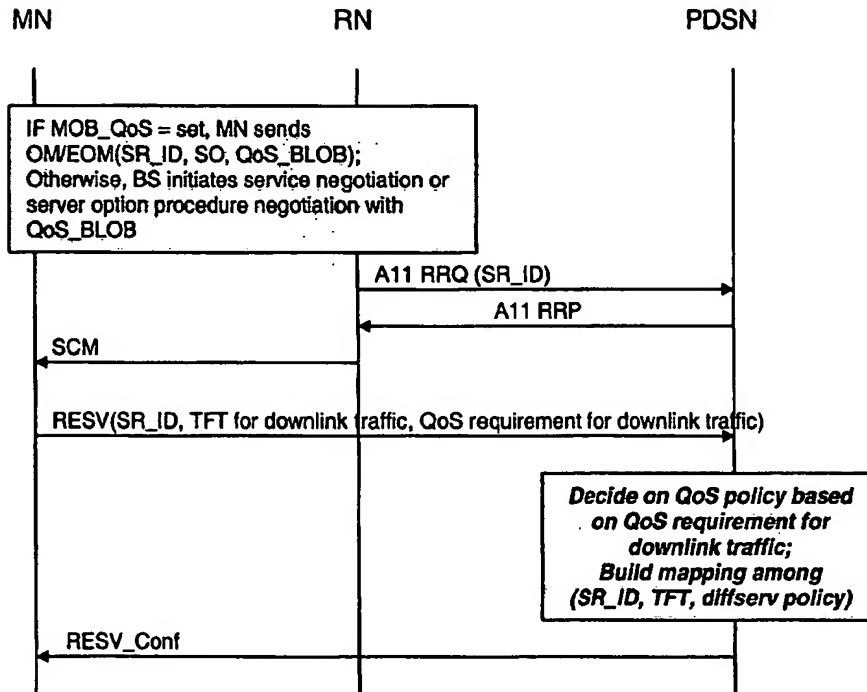 MN RN PDSN
IF MOB_QoS = set, MN sends
OM/EOM(SR_ID, SO, QoS_BLOB);
Otherwise, BS initiates service negotiation or
server option procedure negotiation with
QoS_BLOB
A11 RRQ (SR_ID)
A11 RRP
SCM
RESV(SR_ID, TFT for downlink traffic, QoS requirement for downlink traffic)
Decide on QoS policy based
on QoS requirement for
downlink traffic;
Build mapping among
(SR_ID, TFT, diffserv policy)
RESV_Conf